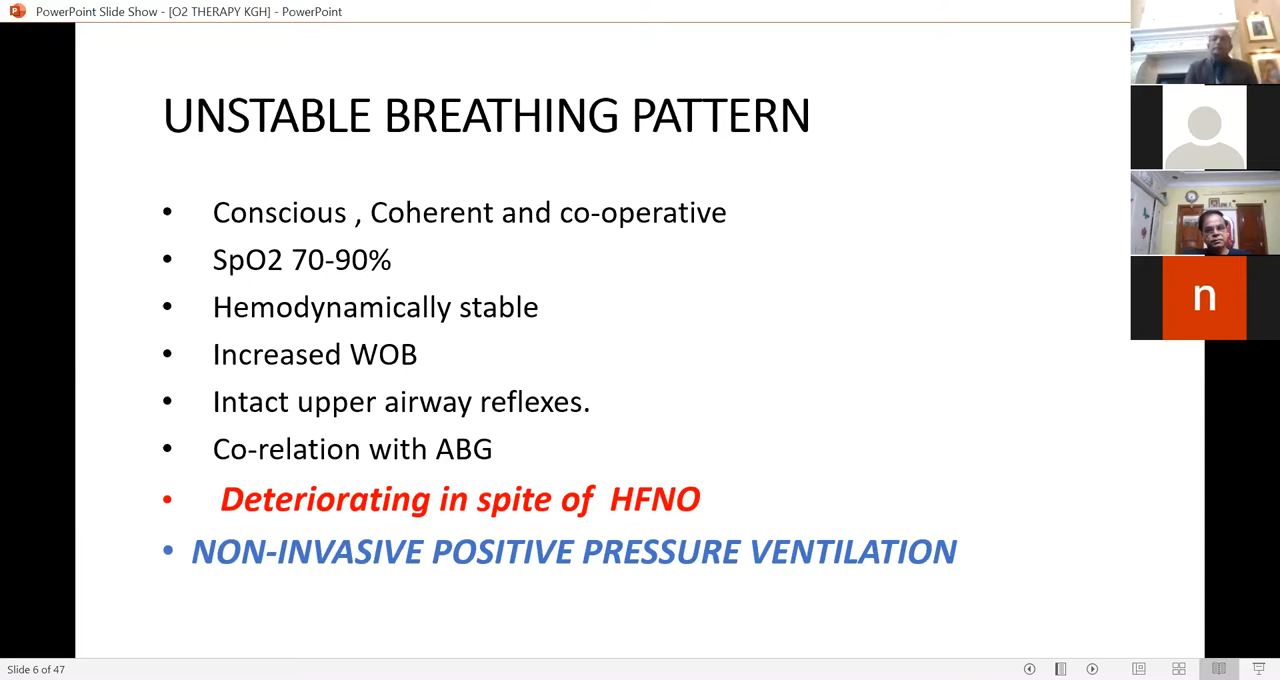 PowerPoint Slide Show - [O2 THERAPY KGH] - PowerPoint
UNSTABLE BREATHING PATTERN
• Conscious , Coherent and co-operative
• SpO2 70-90%
• Hemodynamically stable
• Increased WOB
• Intact upper airway reflexes.
• Co-relation with ABG
• Deteriorating in spite of HFNO
• NON-INVASIVE POSITIVE PRESSURE VENTILATION
n
Slide 6 of 47